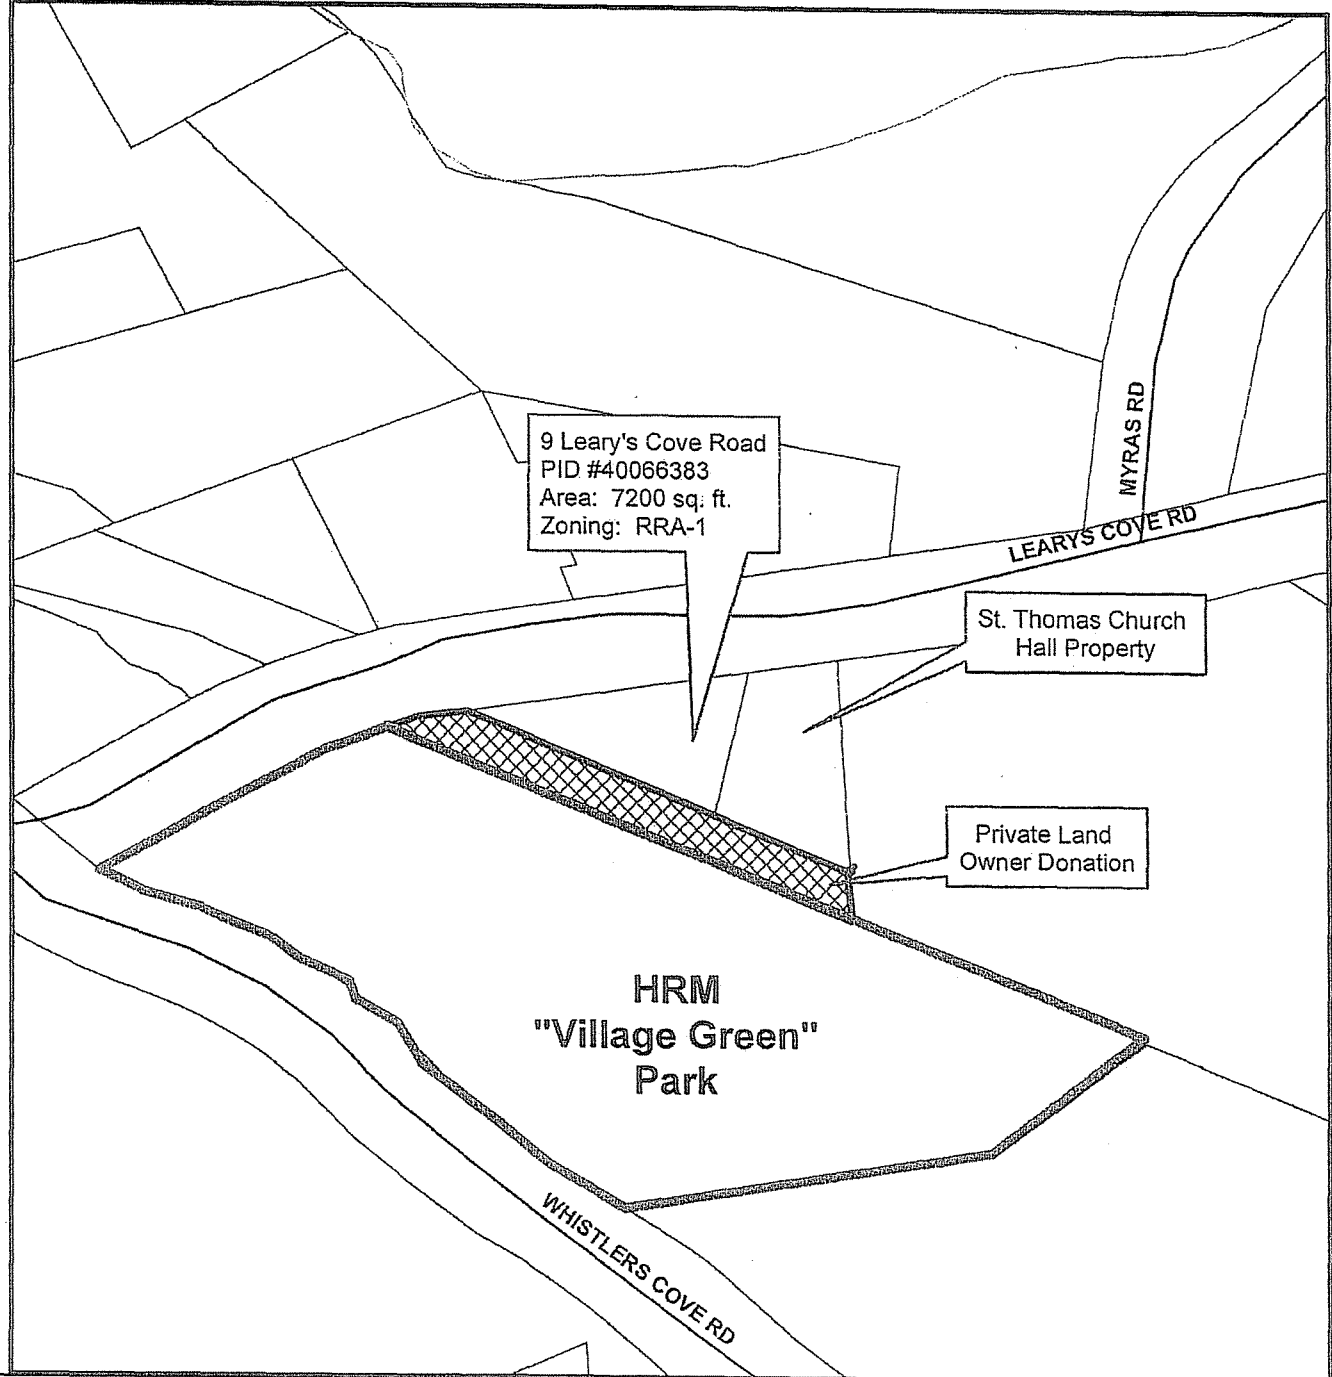 9 Leary's Cove Road
PID #40066383
Area: 7200 sq. ft.
Zoning: RRA-1
MYRAS RD
LEARYS COVE RD
St. Thomas Church
Hall Property
Private Land
Owner Donation
HRM
"Village Green"
Park
WHISTLERS COVE RD